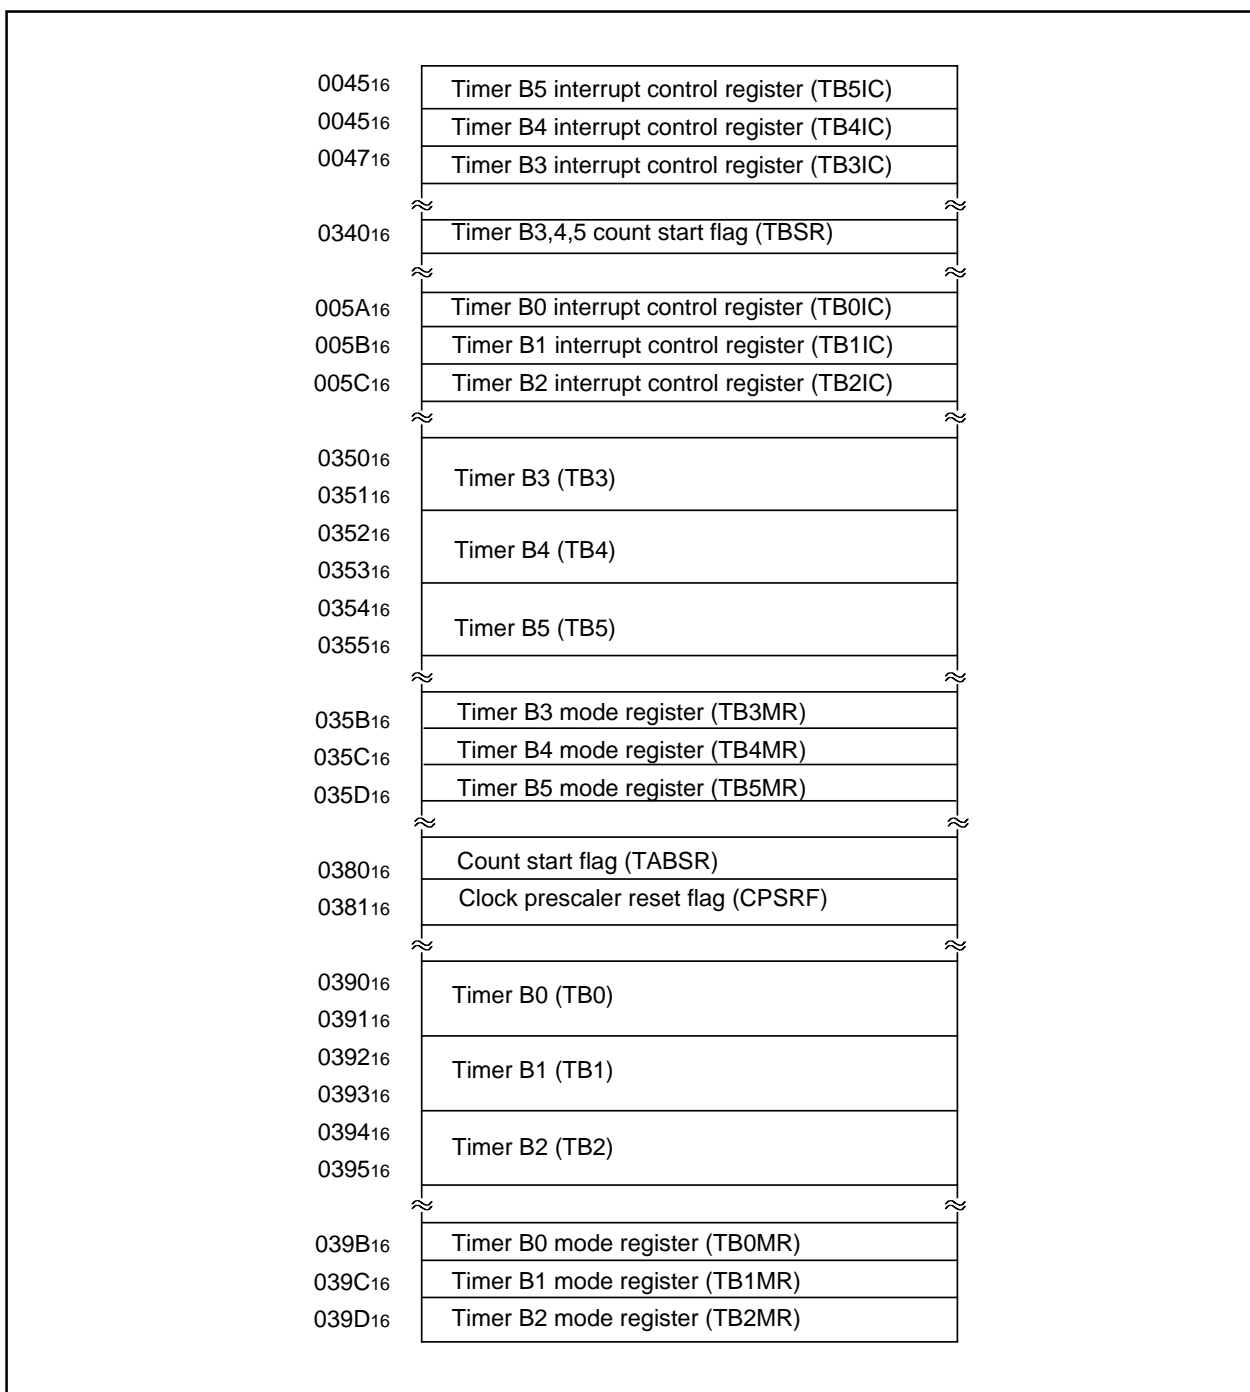 004516 Timer B5 interrupt control register (TB5IC)
004516 Timer B4 interrupt control register (TB4IC)
004716 Timer B3 interrupt control register (TB3IC)
034016 Timer B3,4,5 count start flag (TBSR)
005A16 Timer B0 interrupt control register (TB0IC)
005B16 Timer B1 interrupt control register (TB1IC)
005C16 Timer B2 interrupt control register (TB2IC)
035016
Timer B3 (TB3)
035116
035216
Timer B4 (TB4)
035316
035416
Timer B5 (TB5)
035516
035B16 Timer B3 mode register (TB3MR)
035C16 Timer B4 mode register (TB4MR)
035D16 Timer B5 mode register (TB5MR)
038016 Count start flag (TABSR)
038116 Clock prescaler reset flag (CPSRF)
039016
Timer B0 (TB0)
039116
039216
Timer B1 (TB1)
039316
039416
Timer B2 (TB2)
039516
039B16 Timer B0 mode register (TB0MR)
039C16 Timer B1 mode register (TB1MR)
039D16 Timer B2 mode register (TB2MR)